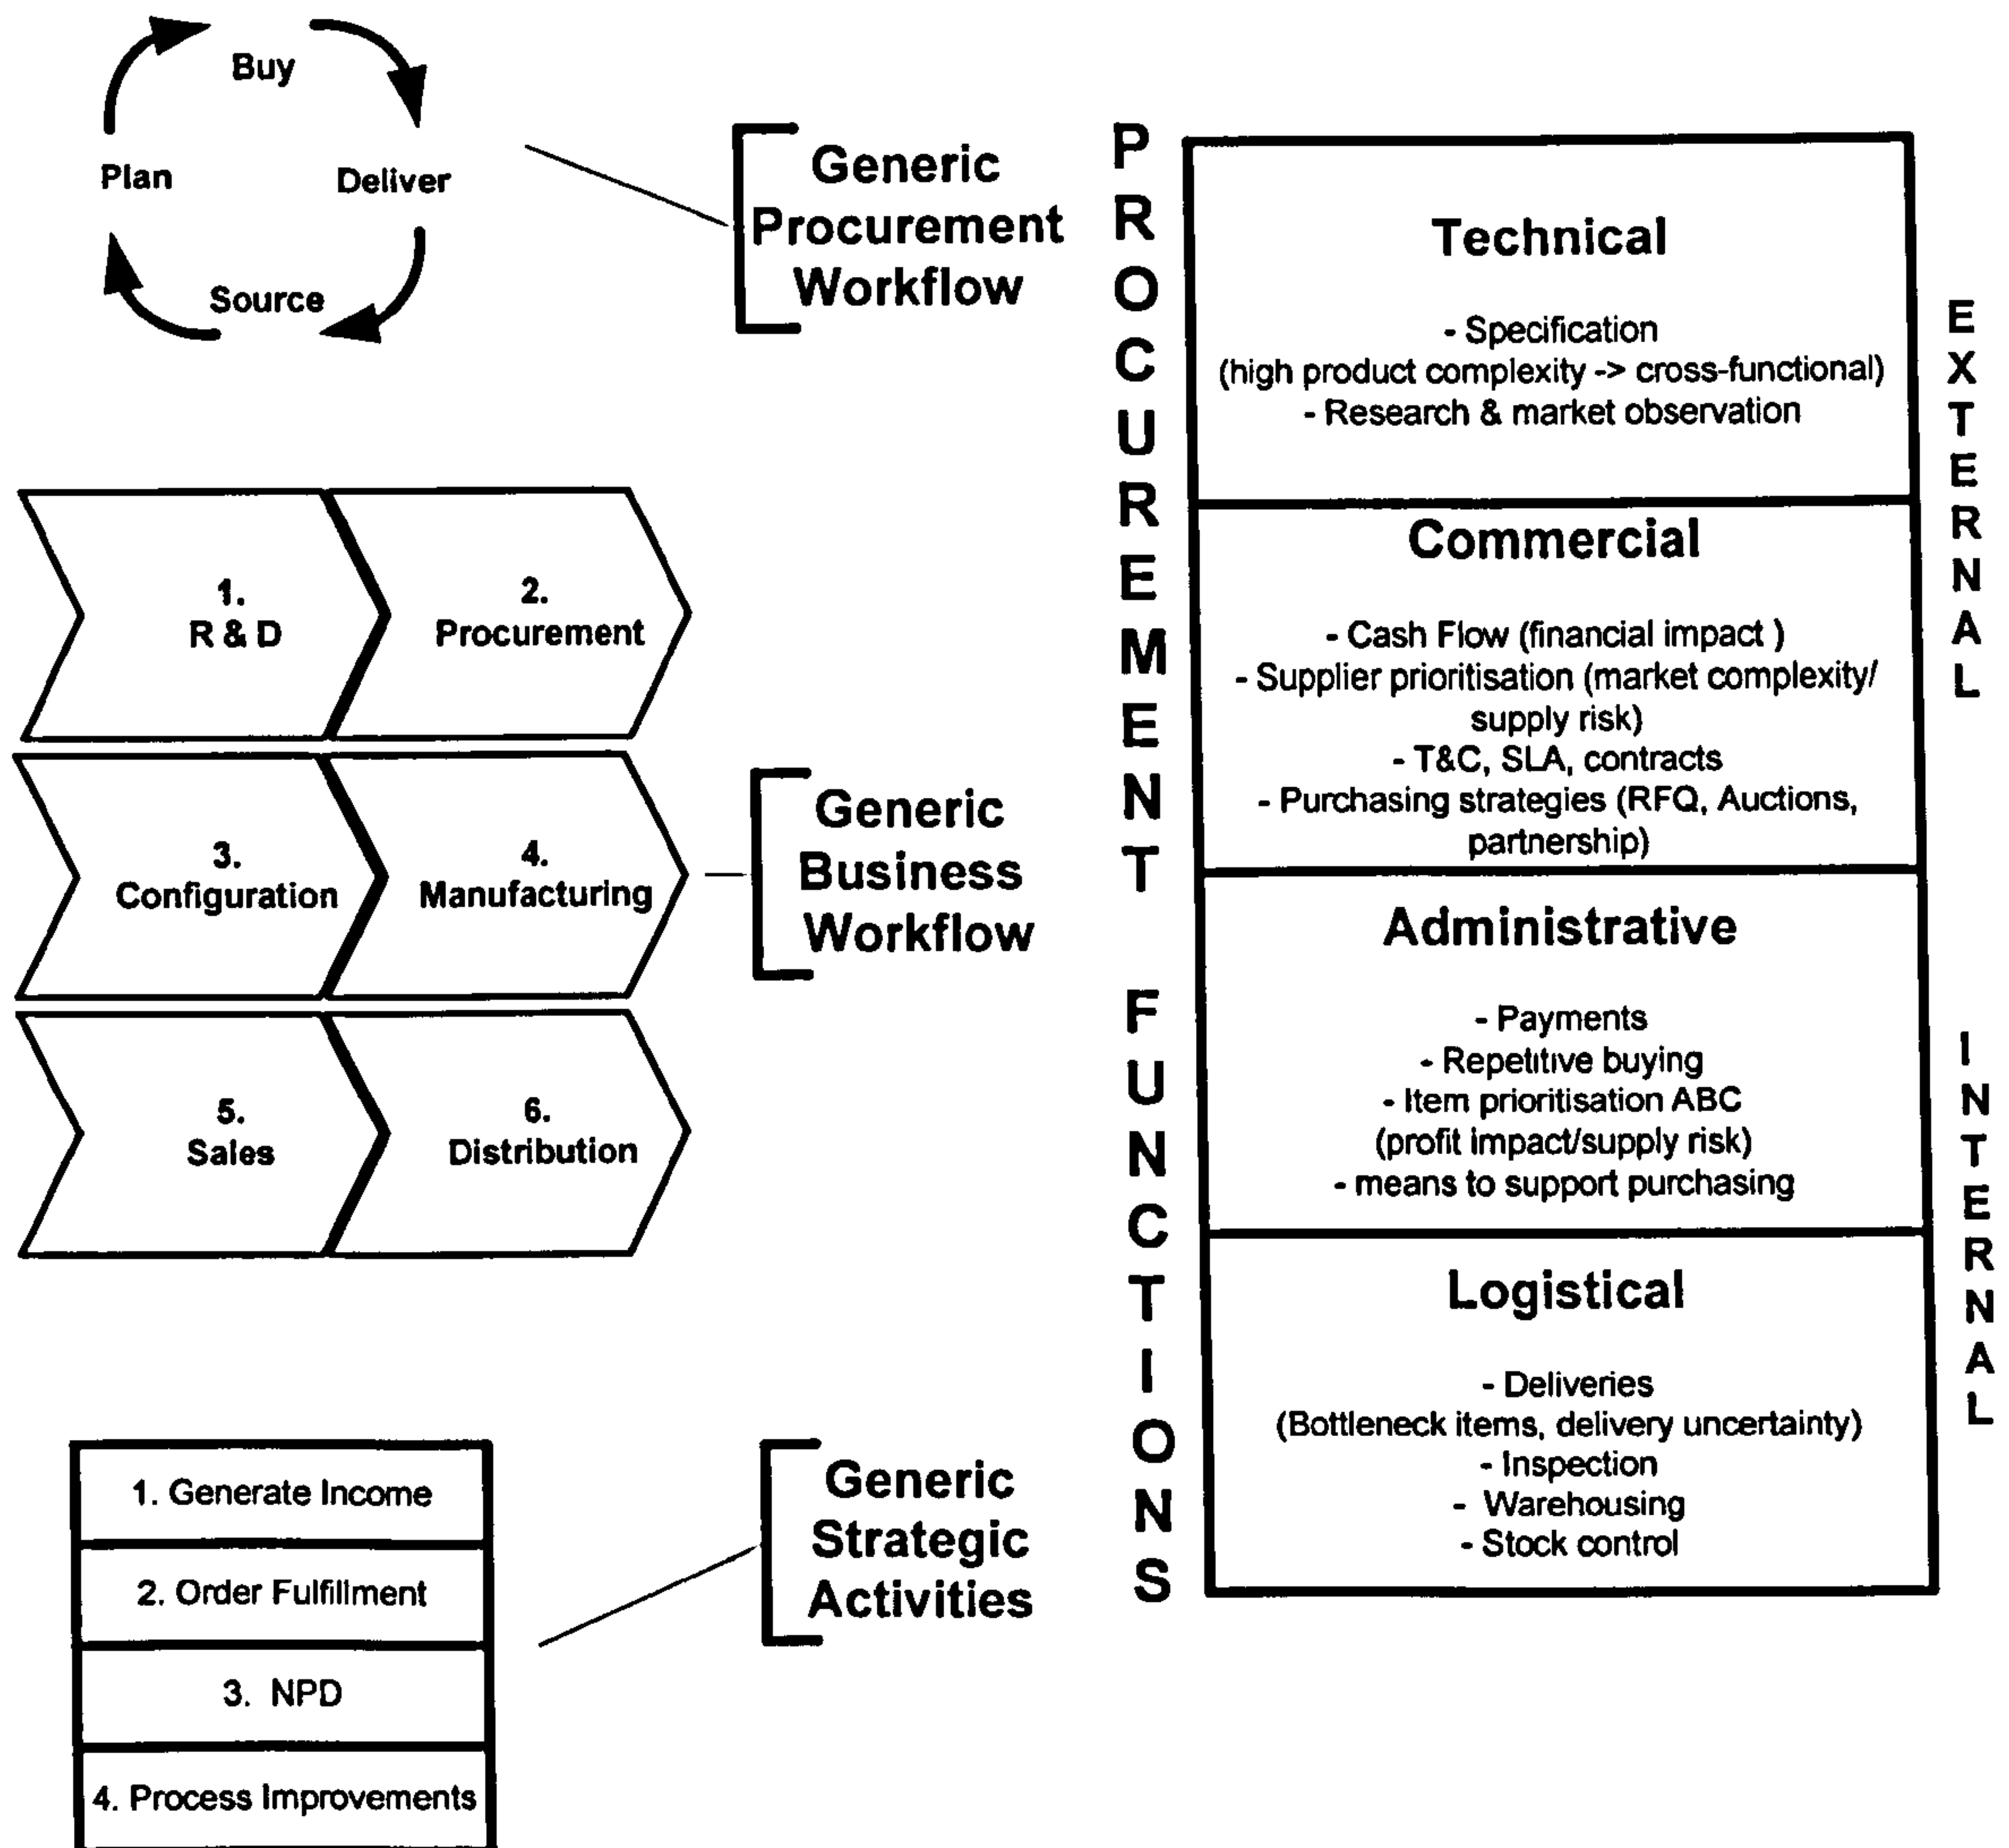 Buy
Plan
Deliver
Source
Generic
Procurement
Workflow
1.
R & D
2.
Procurement
3.
Configuration
4.
Manufacturing
5.
Sales
6.
Distribution
Generic
Business
Workflow
1. Generate Income
2. Order Fulfillment
3. NPD
4. Process Improvements
Generic
Strategic
Activities
PROCUREMENT FUNCTIONS
Technical
- Specification
(high product complexity -> cross-functional)
- Research & market observation
Commercial
- Cash Flow (financial impact )
- Supplier prioritisation (market complexity/
supply risk)
- T&C, SLA, contracts
- Purchasing strategies (RFQ, Auctions,
partnership)
Administrative
- Payments
- Repetitive buying
- Item prioritisation ABC
(profit impact/supply risk)
- means to support purchasing
Logistical
- Deliveries
(Bottleneck items, delivery uncertainty)
- Inspection
- Warehousing
- Stock control
EXTERNAL
INTERNAL